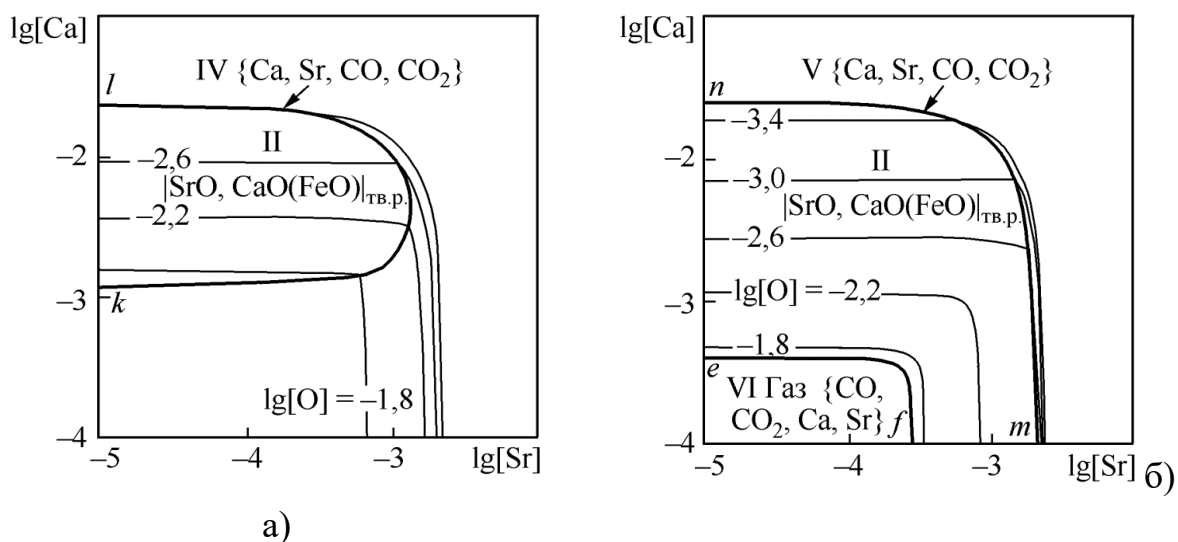 lg[Ca]
IV {Ca, Sr, CO, CO₂}
l
–2
–2,6
II
|SrO, CaO(FeO)|тв.р.
–2,2
–3
k
lg[O] = –1,8
–4
–5
–4
–3
lg[Sr]
а)
lg[Ca]
V {Ca, Sr, CO, CO₂}
n
–3,4
–2
II
–3,0
|SrO, CaO(FeO)|тв.р.
–2,6
lg[O] = –2,2
–3
–1,8
e
VI Газ {CO,
CO₂, Ca, Sr} f
m
–4
–5
–4
–3
lg[Sr]
б)